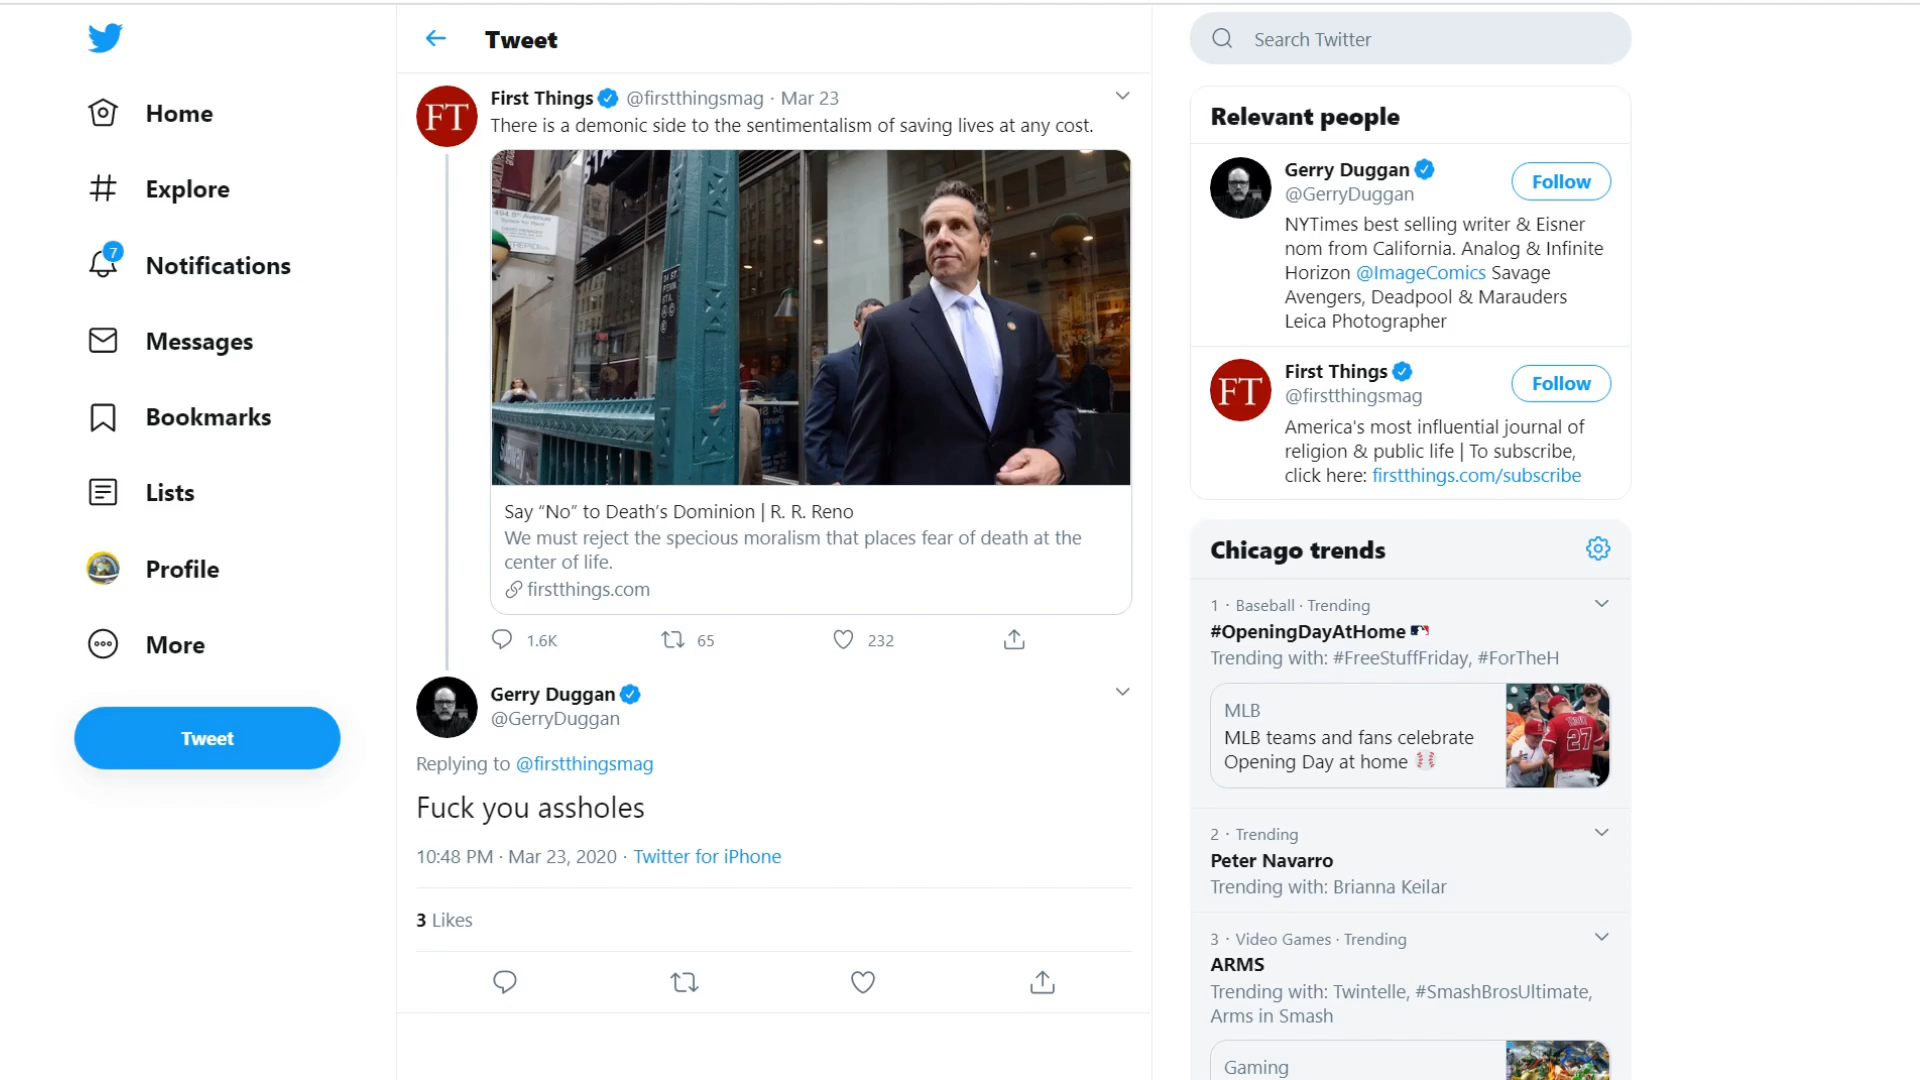 Home
Explore
7
Notifications
Messages
Bookmarks
Lists
Profile
More
Tweet
Tweet
FT
First Things @firstthingsmag · Mar 23
There is a demonic side to the sentimentalism of saving lives at any cost.
Subway
Say “No” to Death’s Dominion | R. R. Reno
We must reject the specious moralism that places fear of death at the
center of life.
firstthings.com
1.6K 65 232
Gerry Duggan
@GerryDuggan
Replying to @firstthingsmag
Fuck you assholes
10:48 PM · Mar 23, 2020 · Twitter for iPhone
3 Likes
Search Twitter
Relevant people
Gerry Duggan
@GerryDuggan
Follow
NYTimes best selling writer & Eisner
nom from California. Analog & Infinite
Horizon @ImageComics Savage
Avengers, Deadpool & Marauders
Leica Photographer
FT
First Things
@firstthingsmag
Follow
America's most influential journal of
religion & public life | To subscribe,
click here: firstthings.com/subscribe
Chicago trends
1 · Baseball · Trending
#OpeningDayAtHome
Trending with: #FreeStuffFriday, #ForTheH
MLB
MLB teams and fans celebrate
Opening Day at home
27
2 · Trending
Peter Navarro
Trending with: Brianna Keilar
3 · Video Games · Trending
ARMS
Trending with: Twintelle, #SmashBrosUltimate,
Arms in Smash
Gaming